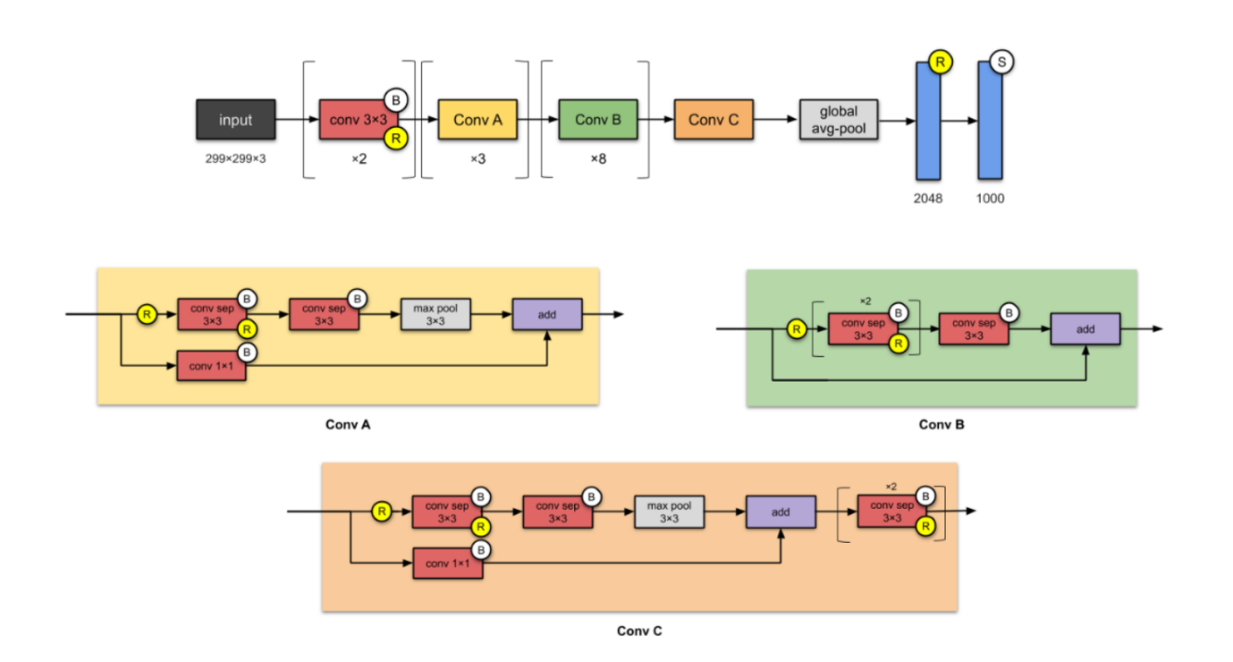 input
299×299×3
conv 3×3
B
R
×2
Conv A
×3
Conv B
×8
Conv C
global
avg-pool
R
2048
S
1000
R
conv sep
3×3
B
R
conv sep
3×3
B
max pool
3×3
add
conv 1×1
B
Conv A
R
×2
conv sep
3×3
B
R
conv sep
3×3
B
add
Conv B
R
conv sep
3×3
B
R
conv sep
3×3
B
max pool
3×3
add
×2
conv sep
3×3
B
R
conv 1×1
B
Conv C